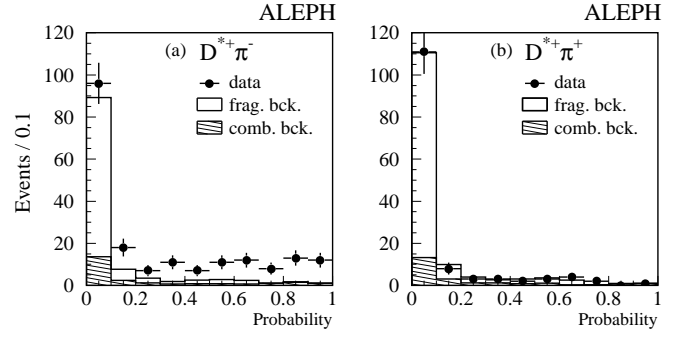 ALEPH
(a) D*+π-
data
frag. bck.
comb. bck.
Events / 0.1
120
100
80
60
40
20
0
0 0.2 0.4 0.6 0.8 1
Probability
ALEPH
(b) D*+π+
data
frag. bck.
comb. bck.
120
100
80
60
40
20
0
0 0.2 0.4 0.6 0.8 1
Probability